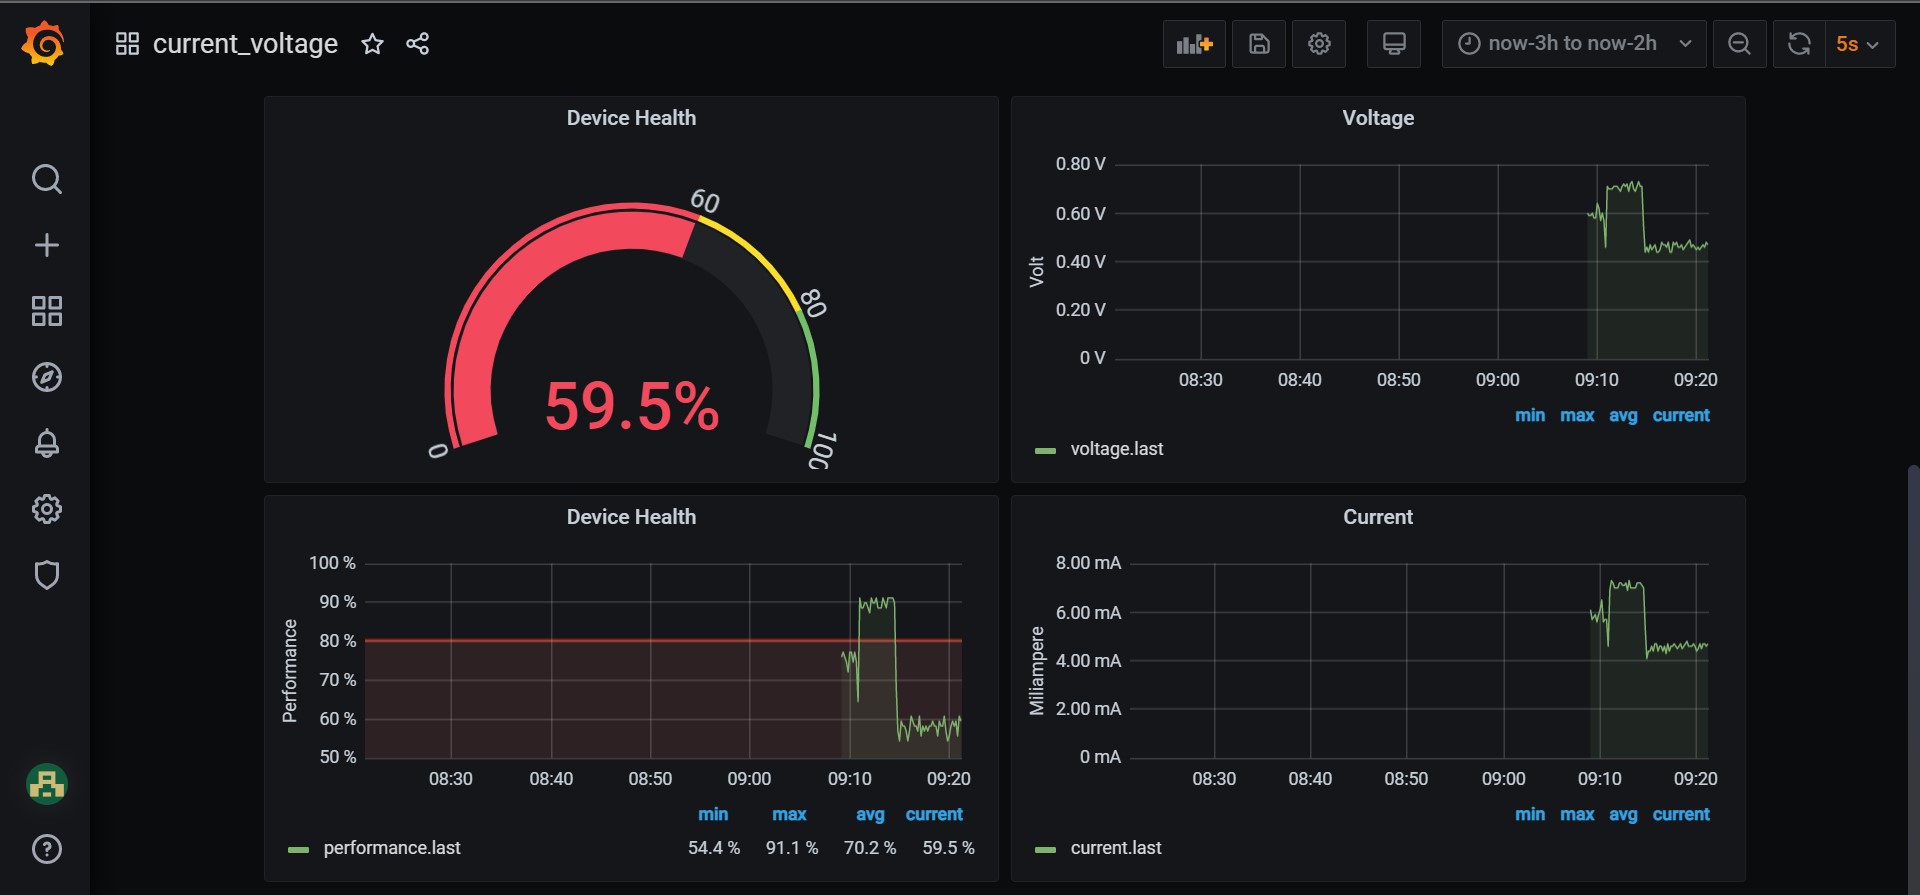 current_voltage
now-3h to now-2h
5s
Device Health
0
60
80
100
59.5%
Voltage
Volt
0.80 V
0.60 V
0.40 V
0.20 V
0 V
08:30 08:40 08:50 09:00 09:10 09:20
min max avg current
voltage.last
Device Health
Performance
100 %
90 %
80 %
70 %
60 %
50 %
08:30 08:40 08:50 09:00 09:10 09:20
min max avg current
performance.last 54.4 % 91.1 % 70.2 % 59.5 %
Current
Miliampere
8.00 mA
6.00 mA
4.00 mA
2.00 mA
0 mA
08:30 08:40 08:50 09:00 09:10 09:20
min max avg current
current.last